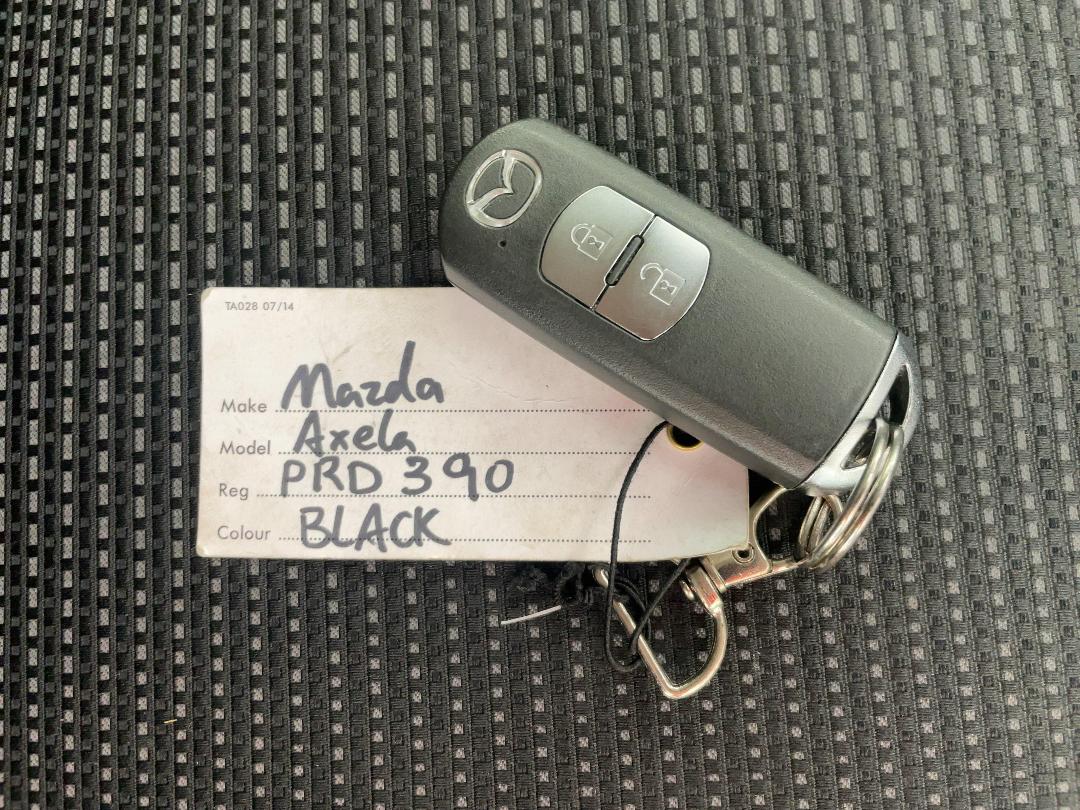 TA028 07/14
Make Mazda
Model Axela
Reg PRD 390
Colour BLACK